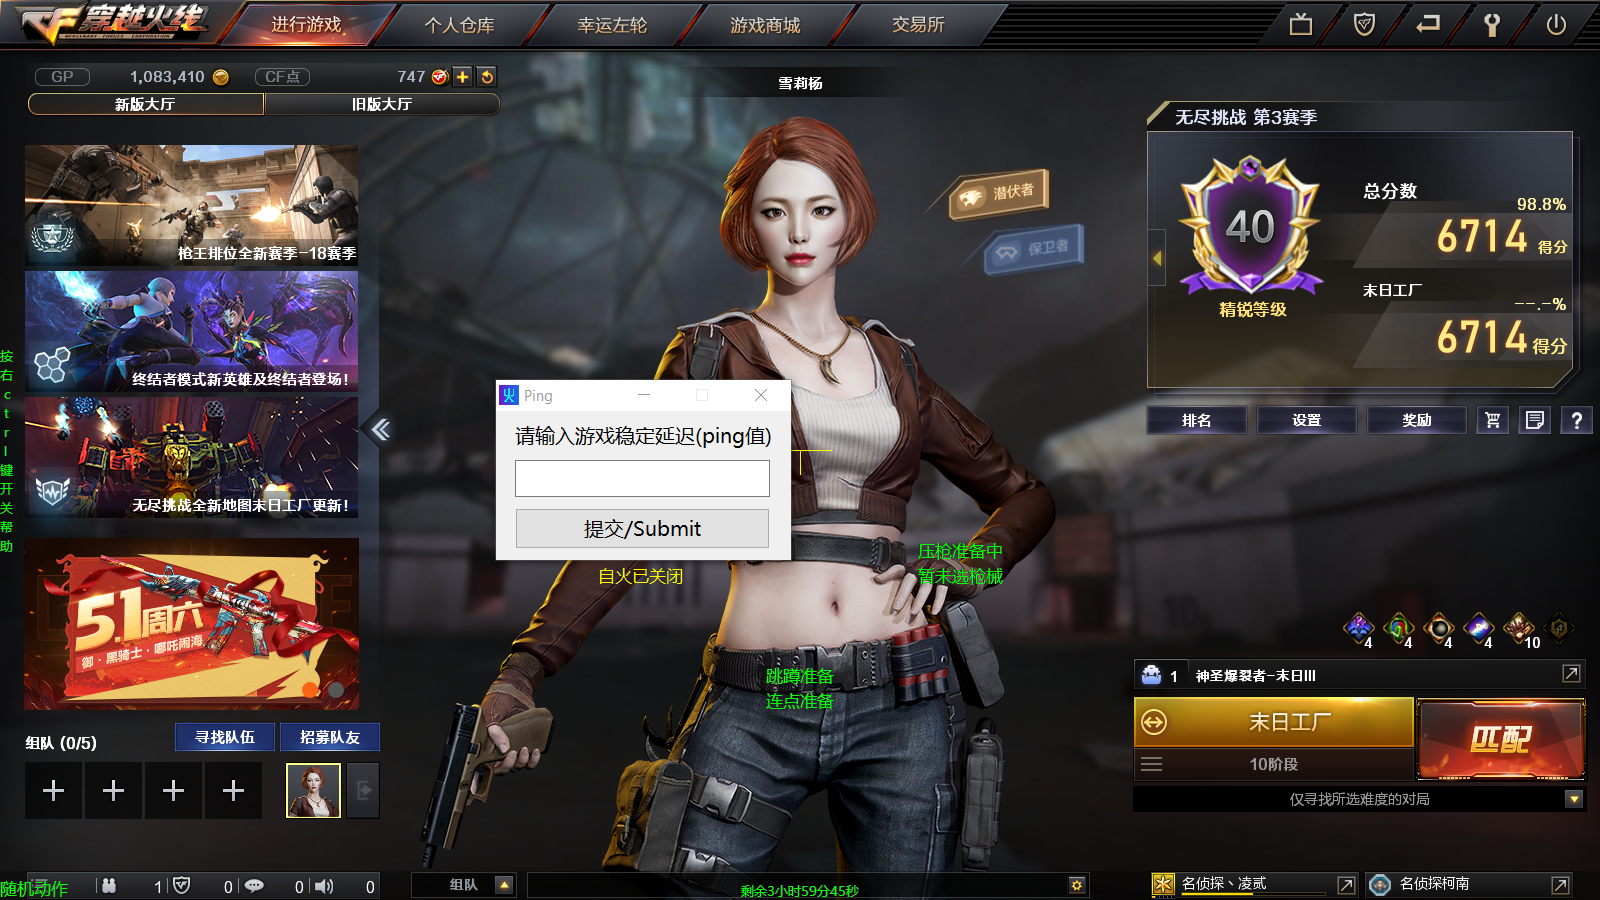 穿越火线
进行游戏
个人仓库
幸运左轮
游戏商城
交易所
GP
1,083,410
CF点
747
新版大厅
旧版大厅
雪莉杨
枪王排位全新赛季-18赛季
终结者模式新英雄及终结者登场!
无尽挑战全新地图末日工厂更新!
5.1周六
御·黑骑士·哪吒闹海
按右ctrl键开关帮助
潜伏者
保卫者
无尽挑战 第3赛季
40
精锐等级
总分数
98.8%
6714 得分
末日工厂
--.-%
6714 得分
排名
设置
奖励
?
Ping
请输入游戏稳定延迟(ping值)
提交/Submit
自火已关闭
压枪准备中
暂未选枪械
跳蹲准备
连点准备
4
4
4
4
10
1
神圣爆裂者-末日III
末日工厂
匹配
10阶段
仅寻找所选难度的对局
组队 (0/5)
寻找队伍
招募队友
随机动作
1
0
0
0
组队
剩余3小时59分45秒
名侦探丶凌贰
名侦探柯南